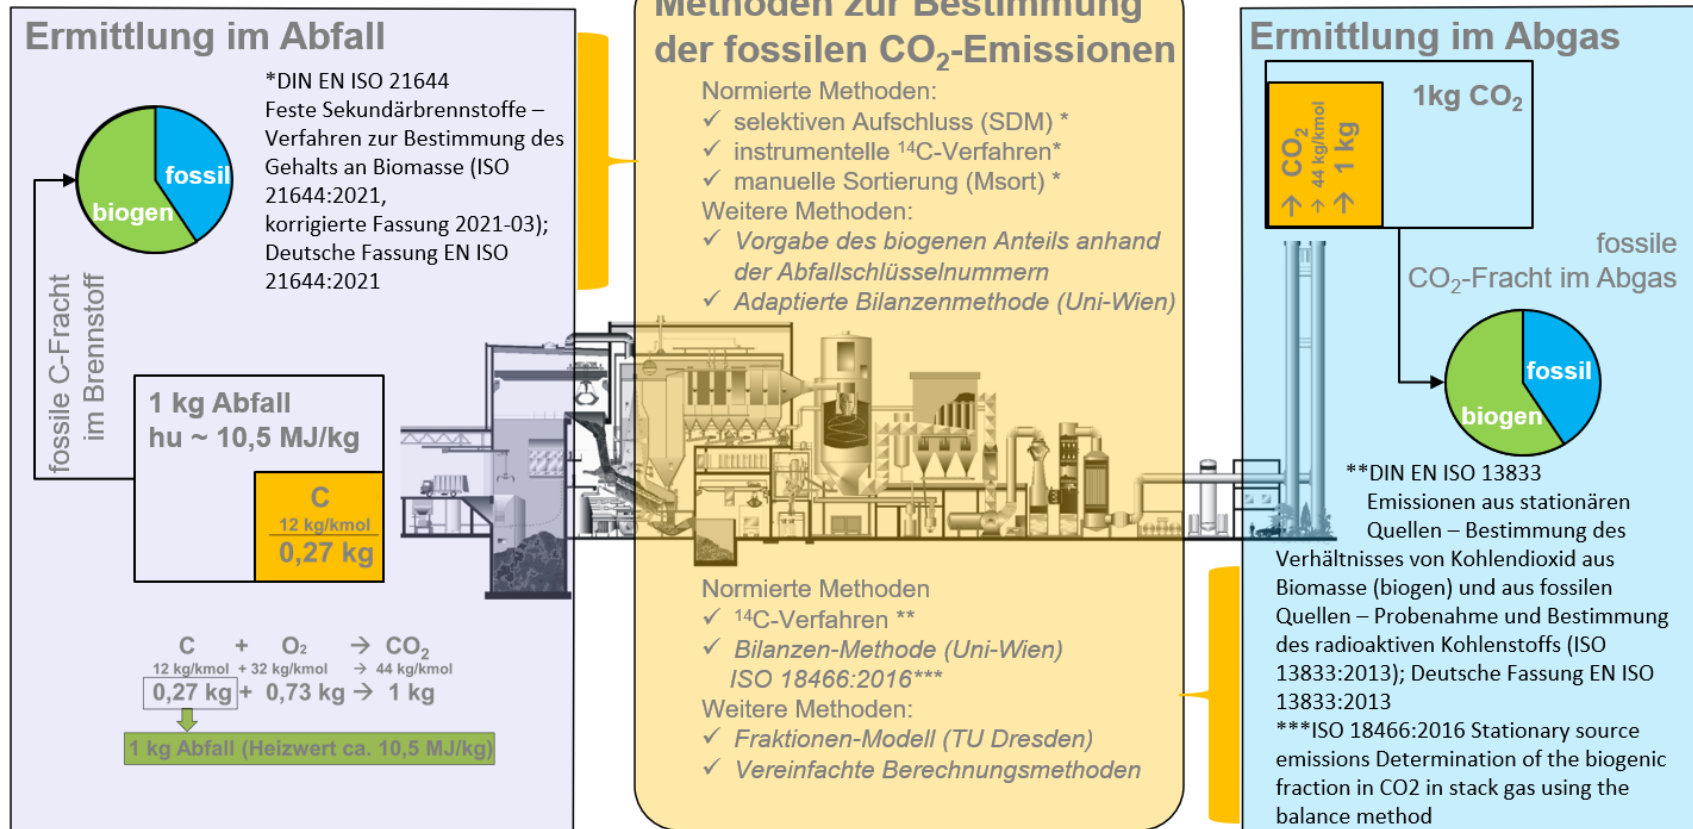 Ermittlung im Abfall
*DIN EN ISO 21644
Feste Sekundärbrennstoffe –
Verfahren zur Bestimmung des
Gehalts an Biomasse (ISO
21644:2021,
korrigierte Fassung 2021-03);
Deutsche Fassung EN ISO
21644:2021
fossil
biogen
fossile C-Fracht
im Brennstoff
1 kg Abfall
hu ~ 10,5 MJ/kg
C
12 kg/kmol
0,27 kg
C + O₂ → CO₂
12 kg/kmol + 32 kg/kmol → 44 kg/kmol
0,27 kg + 0,73 kg → 1 kg
1 kg Abfall (Heizwert ca. 10,5 MJ/kg)
Methoden zur Bestimmung
der fossilen CO₂-Emissionen
Normierte Methoden:
✓ selektiven Aufschluss (SDM) *
✓ instrumentelle ¹⁴C-Verfahren*
✓ manuelle Sortierung (Msort) *
Weitere Methoden:
✓ Vorgabe des biogenen Anteils anhand
der Abfallschlüsselnummern
✓ Adaptierte Bilanzenmethode (Uni-Wien)
Normierte Methoden
✓ ¹⁴C-Verfahren **
✓ Bilanzen-Methode (Uni-Wien)
ISO 18466:2016***
Weitere Methoden:
✓ Fraktionen-Modell (TU Dresden)
✓ Vereinfachte Berechnungsmethoden
Ermittlung im Abgas
1kg CO₂
→ CO₂
→ 44 kg/kmol
→ 1 kg
fossile
CO₂-Fracht im Abgas
fossil
biogen
**DIN EN ISO 13833
Emissionen aus stationären
Quellen – Bestimmung des
Verhältnisses von Kohlendioxid aus
Biomasse (biogen) und aus fossilen
Quellen – Probenahme und Bestimmung
des radioaktiven Kohlenstoffs (ISO
13833:2013); Deutsche Fassung EN ISO
13833:2013
***ISO 18466:2016 Stationary source
emissions Determination of the biogenic
fraction in CO2 in stack gas using the
balance method